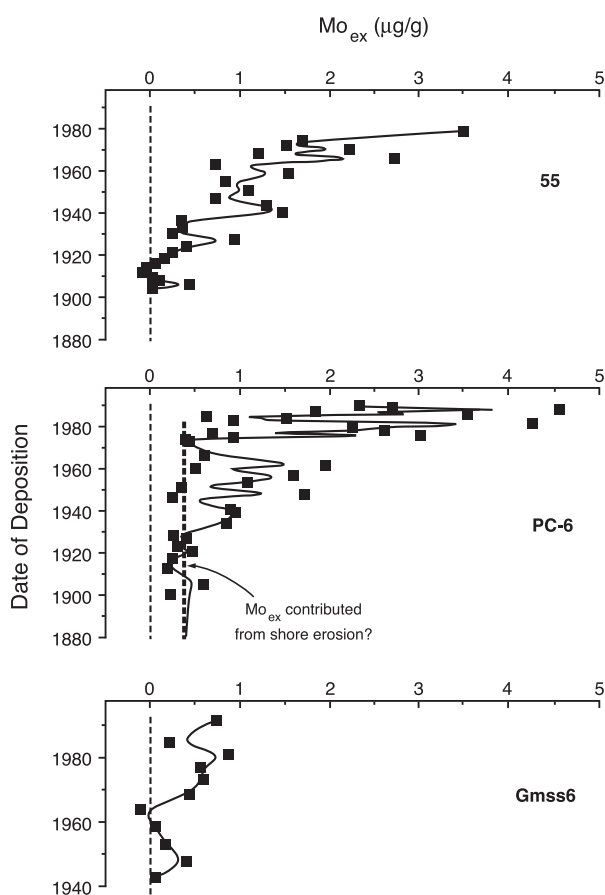 Mo ex (μg/g)
0 1 2 3 4 5
1980
1960
1940
1920
1900
1880
55
0 1 2 3 4 5
1980
1960
1940
1920
1900
1880
PC-6
Mo ex contributed
from shore erosion?
Date of Deposition
0 1 2 3 4 5
1980
1960
1940
Gmss6